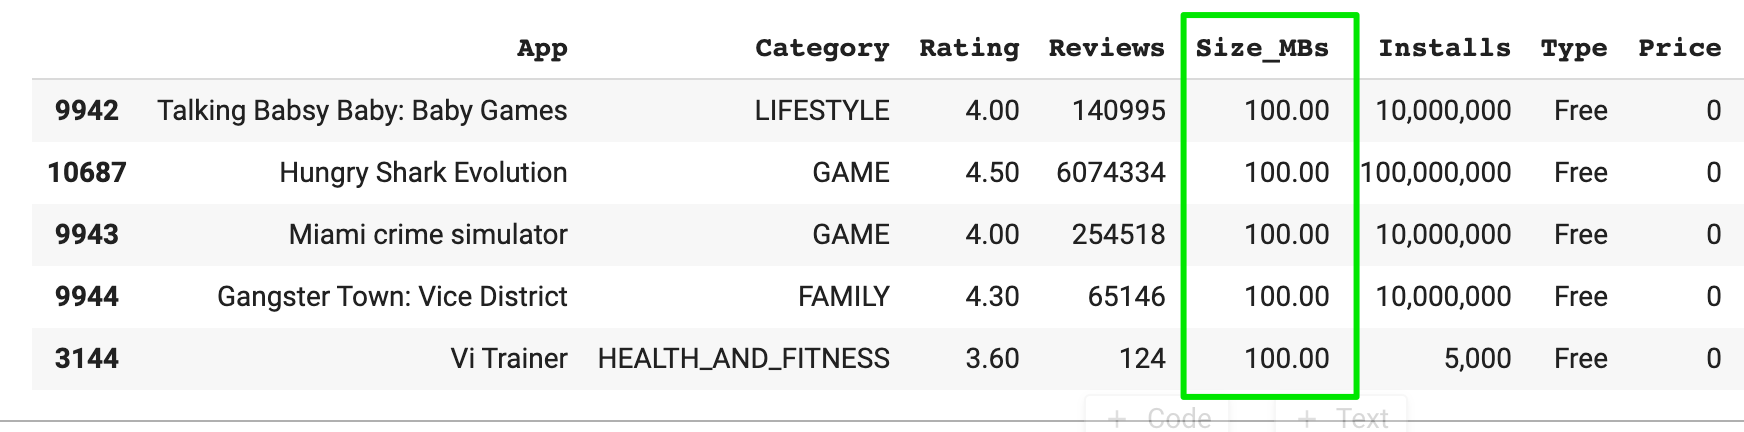 App Category Rating Reviews Size_MBs Installs Type Price
9942 Talking Babsy Baby: Baby Games LIFESTYLE 4.00 140995 100.00 10,000,000 Free 0
10687 Hungry Shark Evolution GAME 4.50 6074334 100.00 100,000,000 Free 0
9943 Miami crime simulator GAME 4.00 254518 100.00 10,000,000 Free 0
9944 Gangster Town: Vice District FAMILY 4.30 65146 100.00 10,000,000 Free 0
3144 Vi Trainer HEALTH_AND_FITNESS 3.60 124 100.00 5,000 Free 0
+ Code + Text